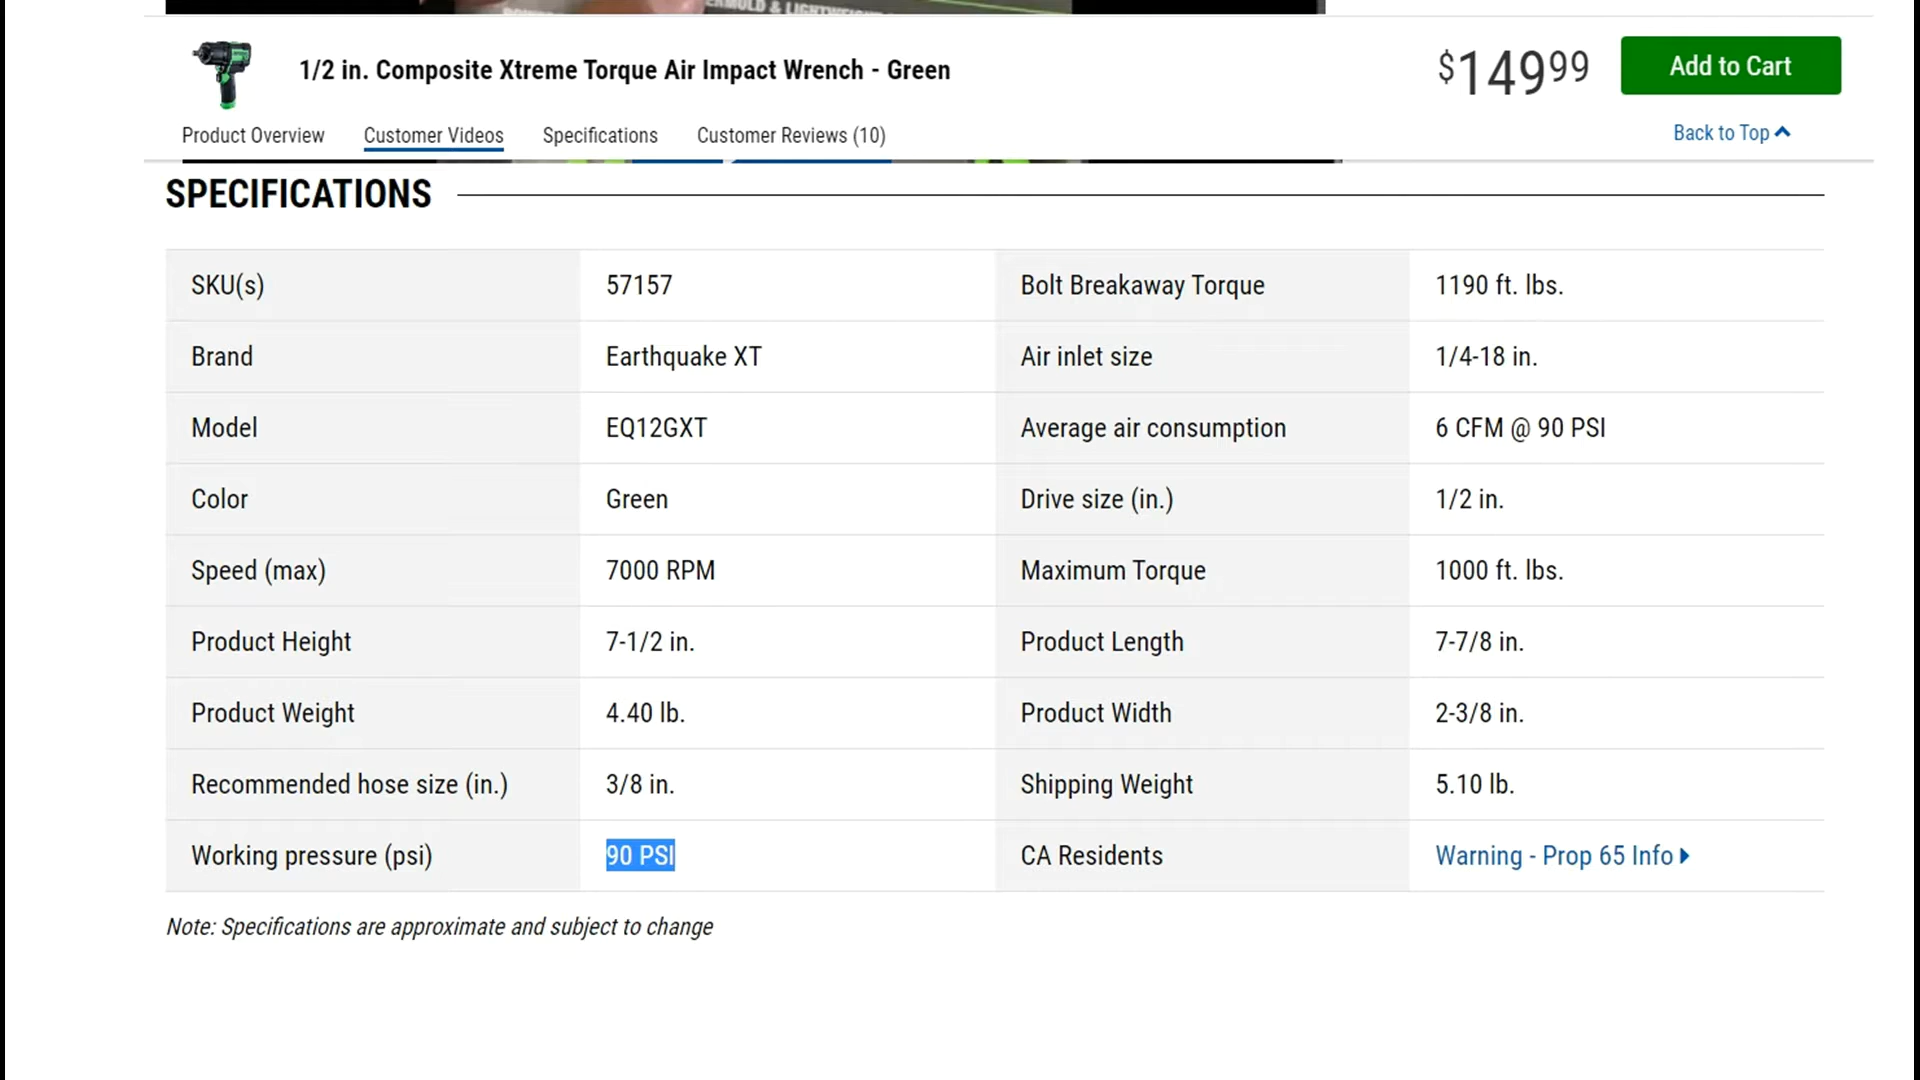 1/2 in. Composite Xtreme Torque Air Impact Wrench - Green
$149 99
Add to Cart
Product Overview
Customer Videos
Specifications
Customer Reviews (10)
Back to Top
SPECIFICATIONS
SKU(s) 57157 Bolt Breakaway Torque 1190 ft. lbs.
Brand Earthquake XT Air inlet size 1/4-18 in.
Model EQ12GXT Average air consumption 6 CFM @ 90 PSI
Color Green Drive size (in.) 1/2 in.
Speed (max) 7000 RPM Maximum Torque 1000 ft. lbs.
Product Height 7-1/2 in. Product Length 7-7/8 in.
Product Weight 4.40 lb. Product Width 2-3/8 in.
Recommended hose size (in.) 3/8 in. Shipping Weight 5.10 lb.
Working pressure (psi) 90 PSI CA Residents Warning - Prop 65 Info
Note: Specifications are approximate and subject to change